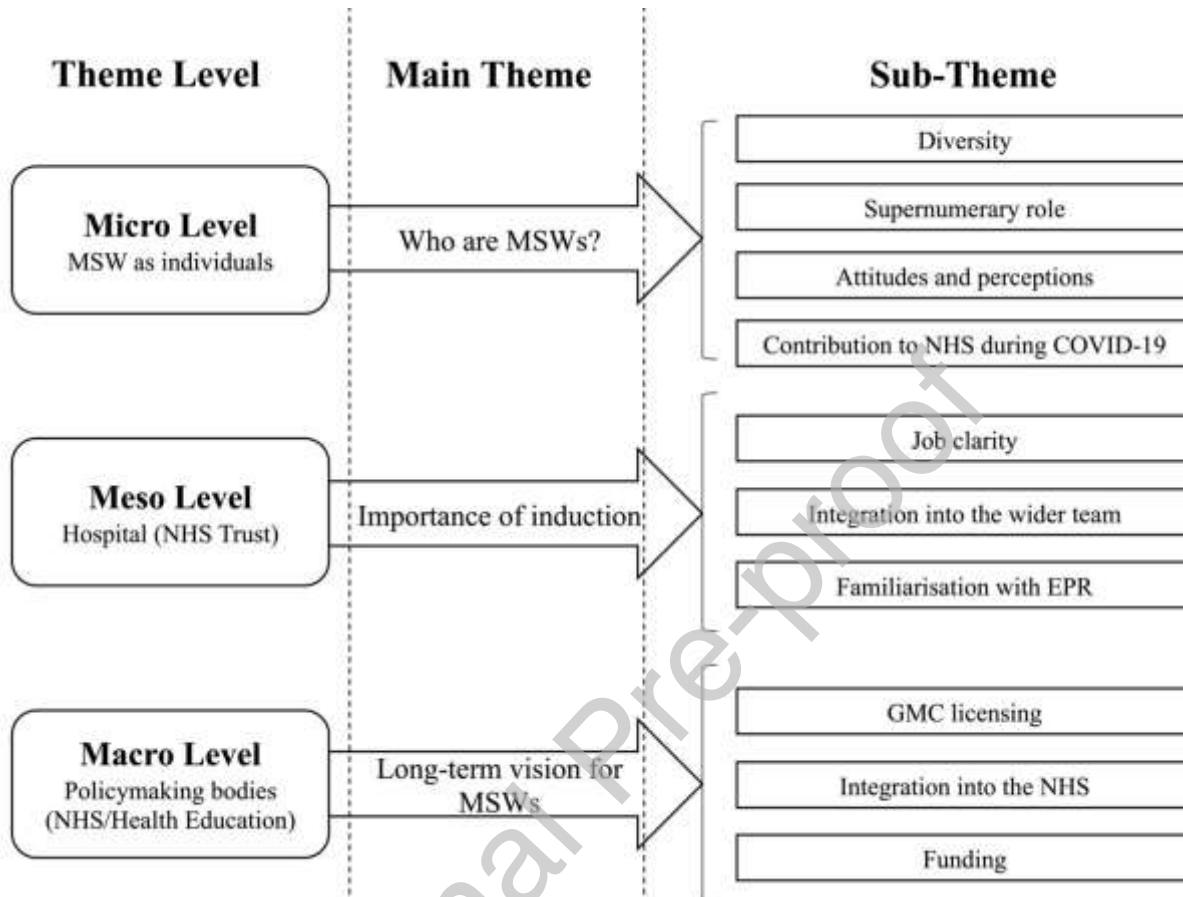 Theme Level
Main Theme
Sub-Theme
Micro Level
MSW as individuals
Who are MSWs?
Diversity
Supernumerary role
Attitudes and perceptions
Contribution to NHS during COVID-19
Meso Level
Hospital (NHS Trust)
Importance of induction
Job clarity
Integration into the wider team
Familiarisation with EPR
Macro Level
Policymaking bodies
(NHS/Health Education)
Long-term vision for
MSWs
GMC licensing
Integration into the NHS
Funding
nal Pre-proof